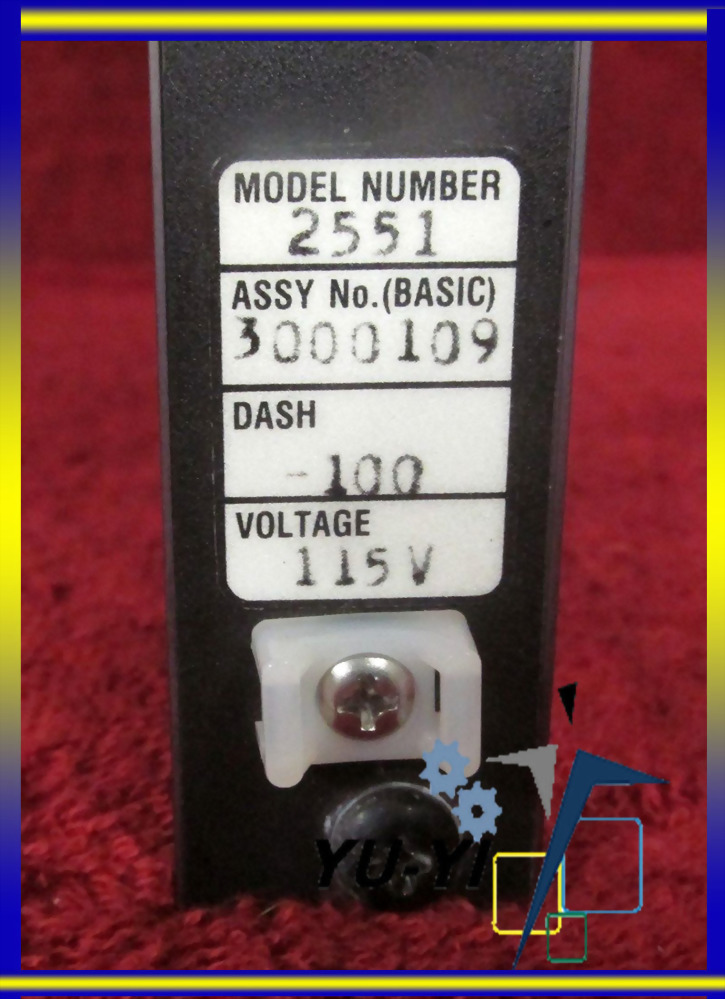 MODEL NUMBER
2551
ASSY No.(BASIC)
3000109
DASH
-100
VOLTAGE
115V
YU-YI